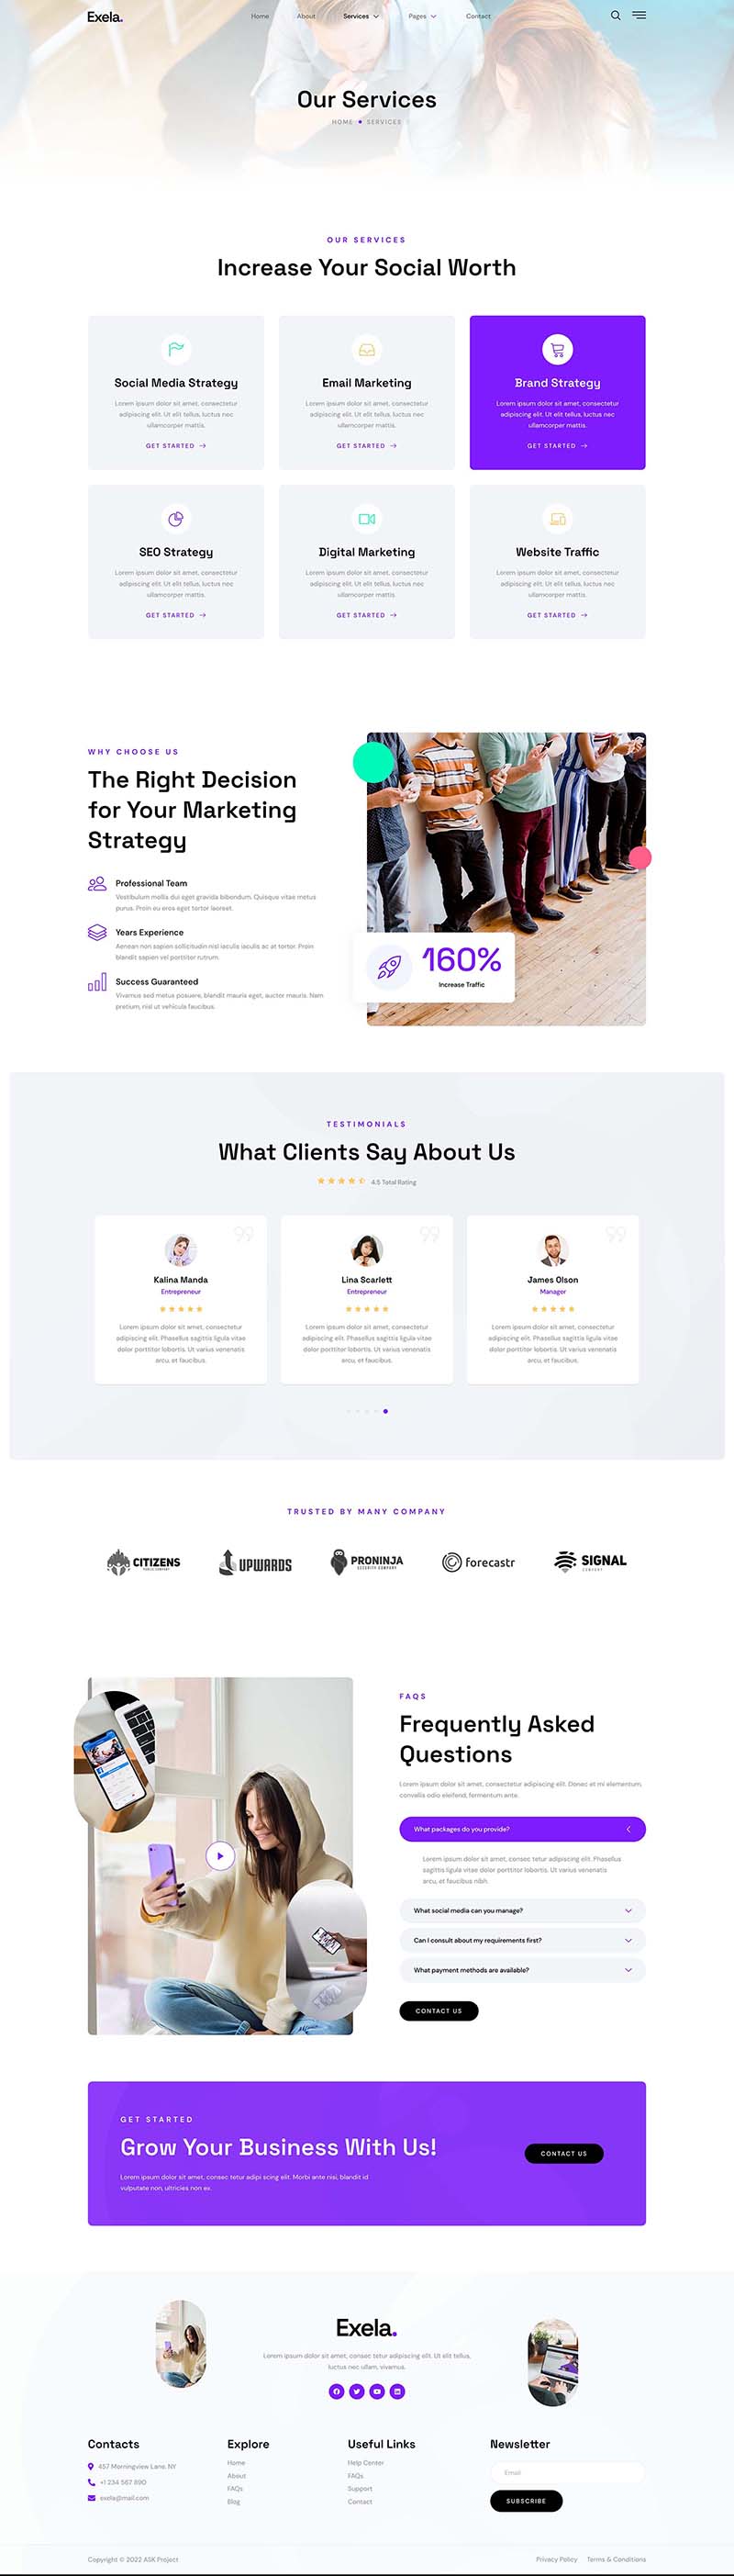 Exela.
Home
About
Services
Pages
Contact
Our Services
HOME
SERVICES
OUR SERVICES
Increase Your Social Worth
Social Media Strategy
Lorem ipsum dolor sit amet, consectetur
adipiscing elit. Ut elit tellus, luctus nec
ullamcorper mattis.
GET STARTED
Email Marketing
Lorem ipsum dolor sit amet, consectetur
adipiscing elit. Ut elit tellus, luctus nec
ullamcorper mattis.
GET STARTED
Brand Strategy
Lorem ipsum dolor sit amet, consectetur
adipiscing elit. Ut elit tellus, luctus nec
ullamcorper mattis.
GET STARTED
SEO Strategy
Lorem ipsum dolor sit amet, consectetur
adipiscing elit. Ut elit tellus, luctus nec
ullamcorper mattis.
GET STARTED
Digital Marketing
Lorem ipsum dolor sit amet, consectetur
adipiscing elit. Ut elit tellus, luctus nec
ullamcorper mattis.
GET STARTED
Website Traffic
Lorem ipsum dolor sit amet, consectetur
adipiscing elit. Ut elit tellus, luctus nec
ullamcorper mattis.
GET STARTED
WHY CHOOSE US
The Right Decision
for Your Marketing
Strategy
Professional Team
Vestibulum mollis dui eget gravida bibendum. Quisque vitae metus
purus. Proin eu eros eget tortor laoreet.
Years Experience
Aenean non sapien sollicitudin nisl iaculis iaculis ac at tortor. Proin
blandit sapien vel porttitor rutrum.
Success Guaranteed
Vivamus sed metus posuere, blandit mauris eget, auctor mauris. Nam
pretium, nisl ut vehicula faucibus.
160%
Increase Traffic
TESTIMONIALS
What Clients Say About Us
4.5 Total Rating
Kalina Manda
Entrepreneur
Lorem ipsum dolor sit amet, consectetur
adipiscing elit. Phasellus sagittis ligula vitae
dolor porttitor lobortis. Ut varius venenatis
arcu, et faucibus.
Lina Scarlett
Entrepreneur
Lorem ipsum dolor sit amet, consectetur
adipiscing elit. Phasellus sagittis ligula vitae
dolor porttitor lobortis. Ut varius venenatis
arcu, et faucibus.
James Olson
Manager
Lorem ipsum dolor sit amet, consectetur
adipiscing elit. Phasellus sagittis ligula vitae
dolor porttitor lobortis. Ut varius venenatis
arcu, et faucibus.
TRUSTED BY MANY COMPANY
CITIZENS
PUBLIC COMPANY
UPWARDS
PRONINJA
SECURITY COMPANY
forecastr
SIGNAL
COMPANY
FAQS
Frequently Asked
Questions
Lorem ipsum dolor sit amet, consectetur adipiscing elit. Donec et mi elementum,
convallis odio eleifend, fermentum ante.
What packages do you provide?
Lorem ipsum dolor sit amet, consec tetur adipiscing elit. Phasellus
sagittis ligula vitae dolor porttitor lobortis. Ut varius venenatis
arcu, et faucibus nibh.
What social media can you manage?
Can I consult about my requirements first?
What payment methods are available?
CONTACT US
GET STARTED
Grow Your Business With Us!
Lorem ipsum dolor sit amet, consec tetur adipi scing elit. Morbi ante nisi, blandit id
vulputate non, ultricies non ex.
CONTACT US
Exela.
Lorem ipsum dolor sit amet, consectetur adipiscing elit. Ut elit tellus,
luctus nec ullam, vivamus.
Contacts
457 Morningview Lane. NY
+1 234 567 890
exela@mail.com
Explore
Home
About
FAQs
Blog
Useful Links
Help Center
FAQs
Support
Contact
Newsletter
Email
SUBSCRIBE
Copyright © 2022 ASK Project
Privacy Policy
Terms & Conditions